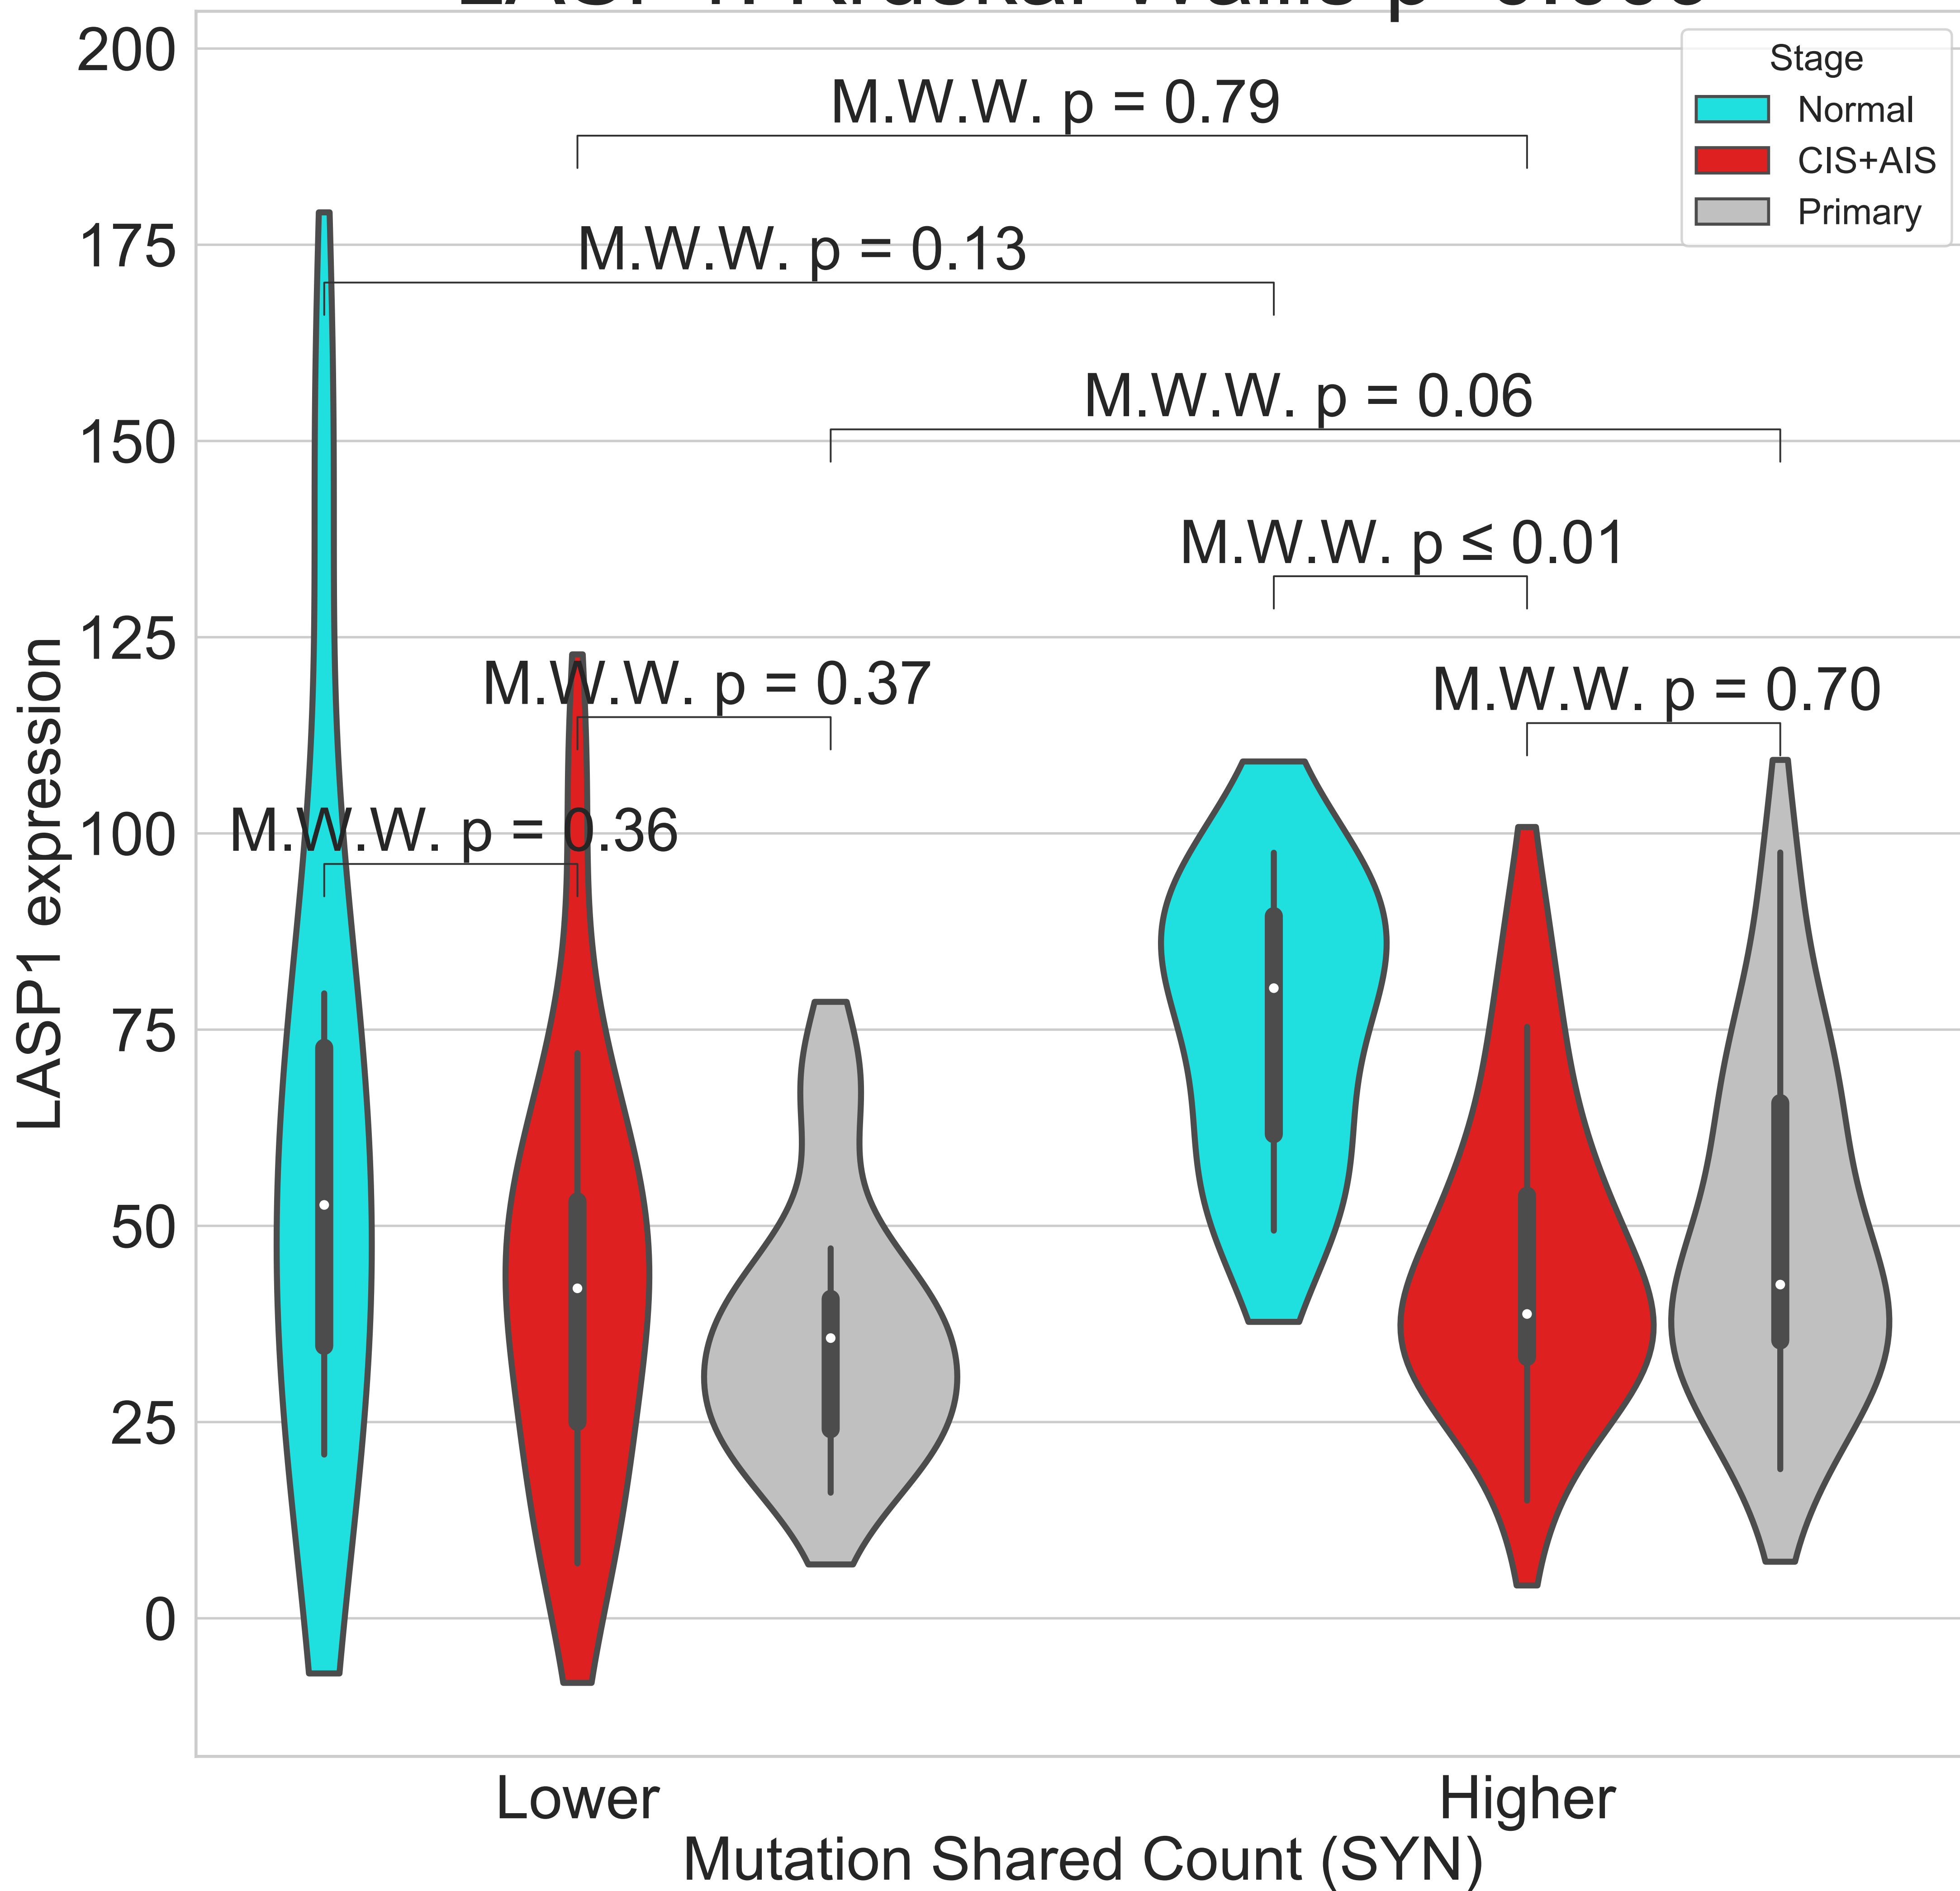 200
Stage
Normal
CIS+AIS
Primary
M.W.W. p = 0.79
175
M.W.W. p = 0.13
M.W.W. p = 0.06
150
M.W.W. p ≤ 0.01
125
M.W.W. p = 0.37
M.W.W. p = 0.70
100
M.W.W. p = 0.36
75
50
25
0
LASP1 expression
Lower
Higher
Mutation Shared Count (SYN)